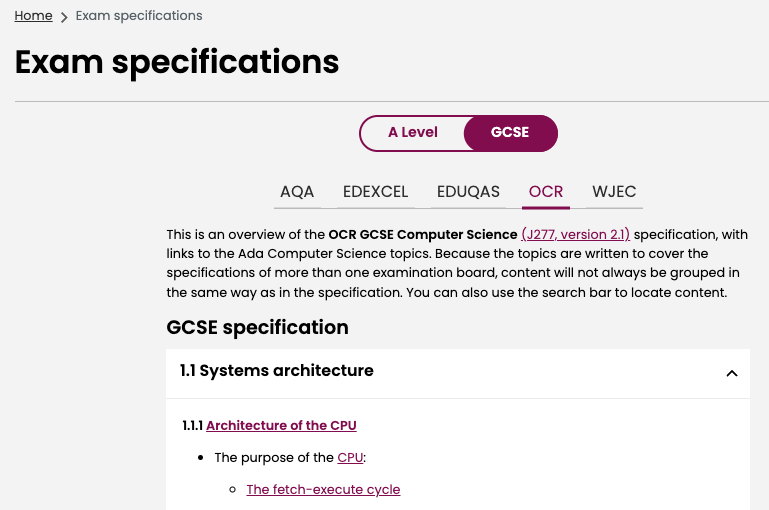 Home > Exam specifications
Exam specifications
A Level GCSE
AQA EDEXCEL EDUQAS OCR WJEC
This is an overview of the OCR GCSE Computer Science (J277, version 2.1) specification, with
links to the Ada Computer Science topics. Because the topics are written to cover the
specifications of more than one examination board, content will not always be grouped in
the same way as in the specification. You can also use the search bar to locate content.
GCSE specification
1.1 Systems architecture
1.1.1 Architecture of the CPU
• The purpose of the CPU:
○ The fetch-execute cycle